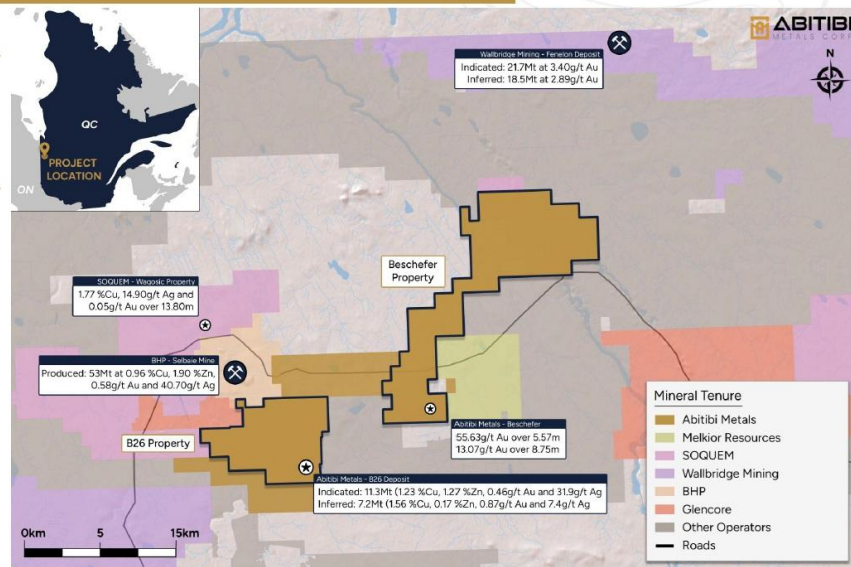 ABITIBI
METALS CORP
N
QC
ON
PROJECT
LOCATION
Wallbridge Mining - Fenelon Deposit
Indicated: 21.7Mt at 3.40g/t Au
Inferred: 18.5Mt at 2.89g/t Au
Beschefer
Property
SOQUEM - Wagosic Property
1.77 %Cu, 14.90g/t Ag and
0.05g/t Au over 13.80m
BHP - Selbaie Mine
Produced: 53Mt at 0.96 %Cu, 1.90 %Zn,
0.58g/t Au and 40.70g/t Ag
B26 Property
Abitibi Metals - Beschefer
55.63g/t Au over 5.57m
13.07g/t Au over 8.75m
Abitibi Metals - B26 Deposit
Indicated: 11.3Mt (1.23 %Cu, 1.27 %Zn, 0.46g/t Au and 31.9g/t Ag
Inferred: 7.2Mt (1.56 %Cu, 0.17 %Zn, 0.87g/t Au and 7.4g/t Ag
Mineral Tenure
Abitibi Metals
Melkior Resources
SOQUEM
Wallbridge Mining
BHP
Glencore
Other Operators
Roads
0km 5 15km